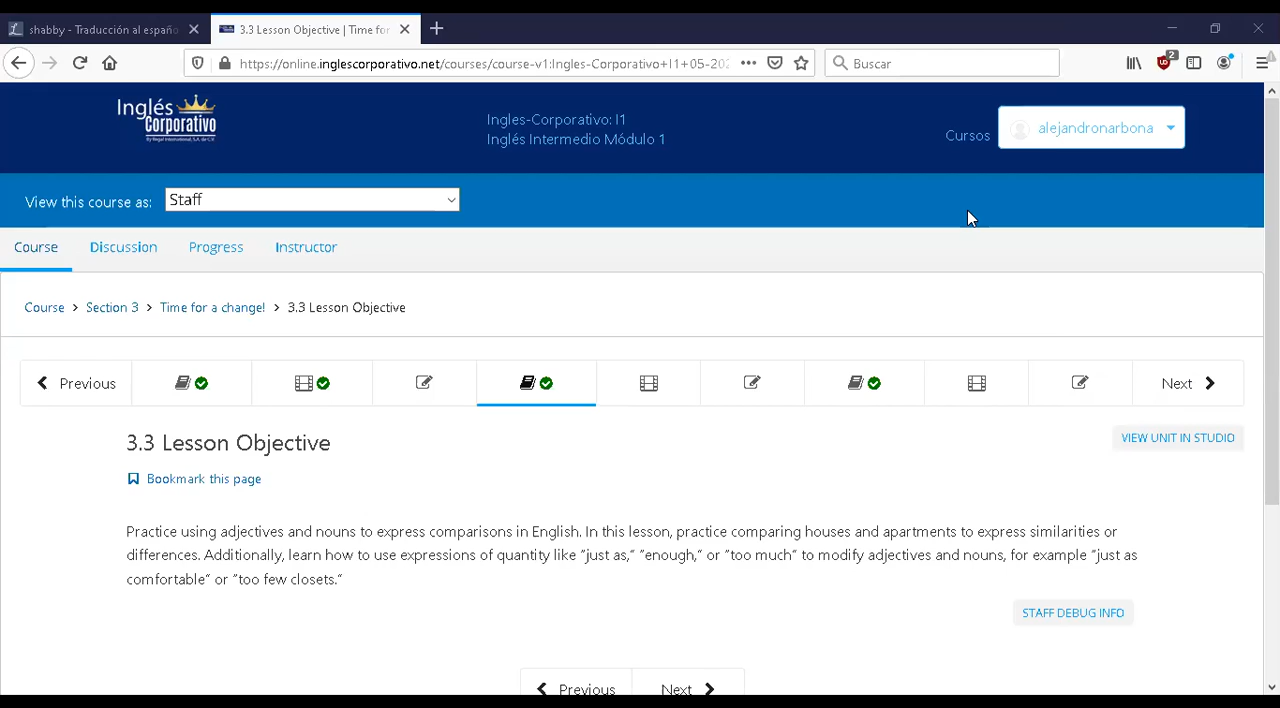 shabby - Traducción al españo
3.3 Lesson Objective | Time for
https://online.inglescorporativo.net/courses/course-v1:Ingles-Corporativo+I1+05-202
Buscar
2
Inglés
Corporativo
Ingles-Corporativo: I1
Inglés Intermedio Módulo 1
Cursos
alejandronarbona
View this course as:
Staff
Course
Discussion
Progress
Instructor
Course > Section 3 > Time for a change! > 3.3 Lesson Objective
Previous
Next
3.3 Lesson Objective
VIEW UNIT IN STUDIO
Bookmark this page
Practice using adjectives and nouns to express comparisons in English. In this lesson, practice comparing houses and apartments to express similarities or
differences. Additionally, learn how to use expressions of quantity like "just as," "enough," or "too much" to modify adjectives and nouns, for example "just as
comfortable" or "too few closets."
STAFF DEBUG INFO
Previous
Next